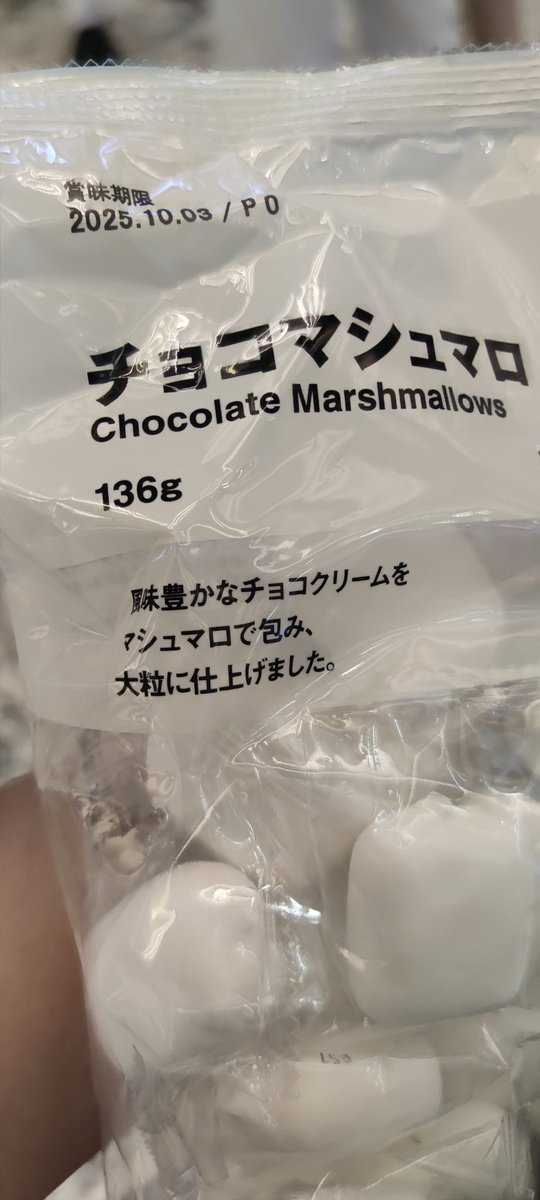 賞味期限
2025.10.03 / P 0
チョコマシュマロ
Chocolate Marshmallows
136g
風味豊かなチョコクリームを
マシュマロで包み、
大粒に仕上げました。